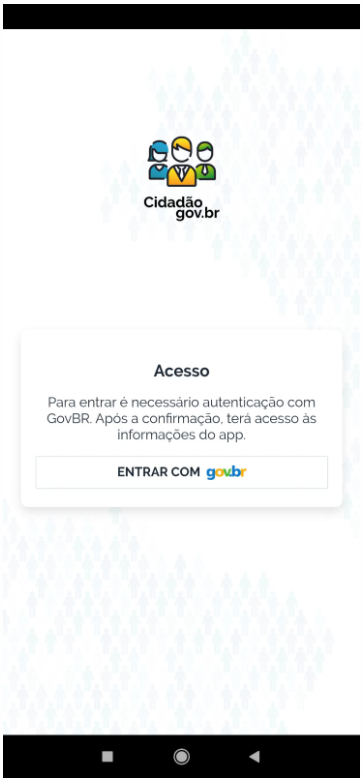 Cidadão
gov.br
Acesso
Para entrar é necessário autenticação com
GovBR. Após a confirmação, terá acesso às
informações do app.
ENTRAR COM gov.br